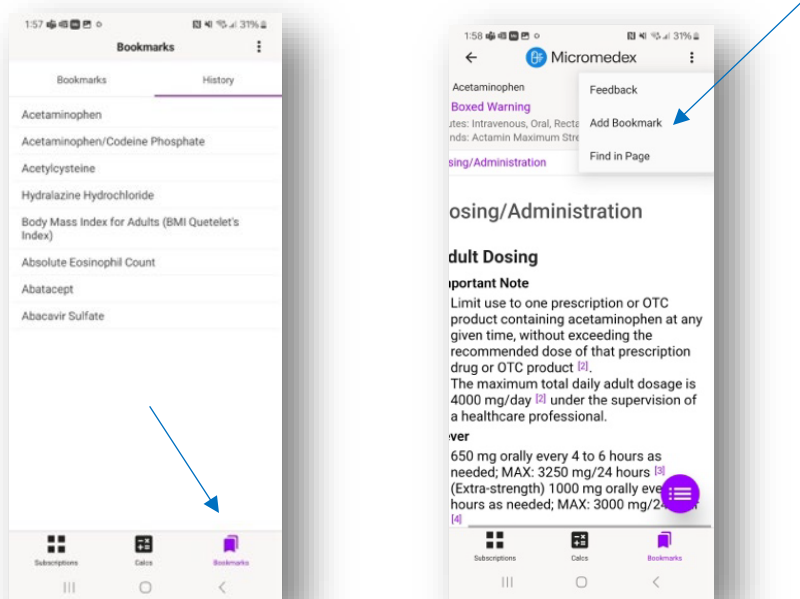 1:57
31%
Bookmarks
Bookmarks History
Acetaminophen
Acetaminophen/Codeine Phosphate
Acetylcysteine
Hydralazine Hydrochloride
Body Mass Index for Adults (BMI Quetelet's
Index)
Absolute Eosinophil Count
Abatacept
Abacavir Sulfate
Subscriptions Calcs Bookmarks
1:58
31%
Micromedex
Acetaminophen
Boxed Warning
utes: Intravenous, Oral, Recta
nds: Actamin Maximum Stre
sing/Administration
Feedback
Add Bookmark
Find in Page
osing/Administration
dult Dosing
portant Note
Limit use to one prescription or OTC
product containing acetaminophen at any
given time, without exceeding the
recommended dose of that prescription
drug or OTC product [2].
The maximum total daily adult dosage is
4000 mg/day [2] under the supervision of
a healthcare professional.
ever
650 mg orally every 4 to 6 hours as
needed; MAX: 3250 mg/24 hours [3]
(Extra-strength) 1000 mg orally eve
hours as needed; MAX: 3000 mg/24
[4]
Subscriptions Calcs Bookmarks